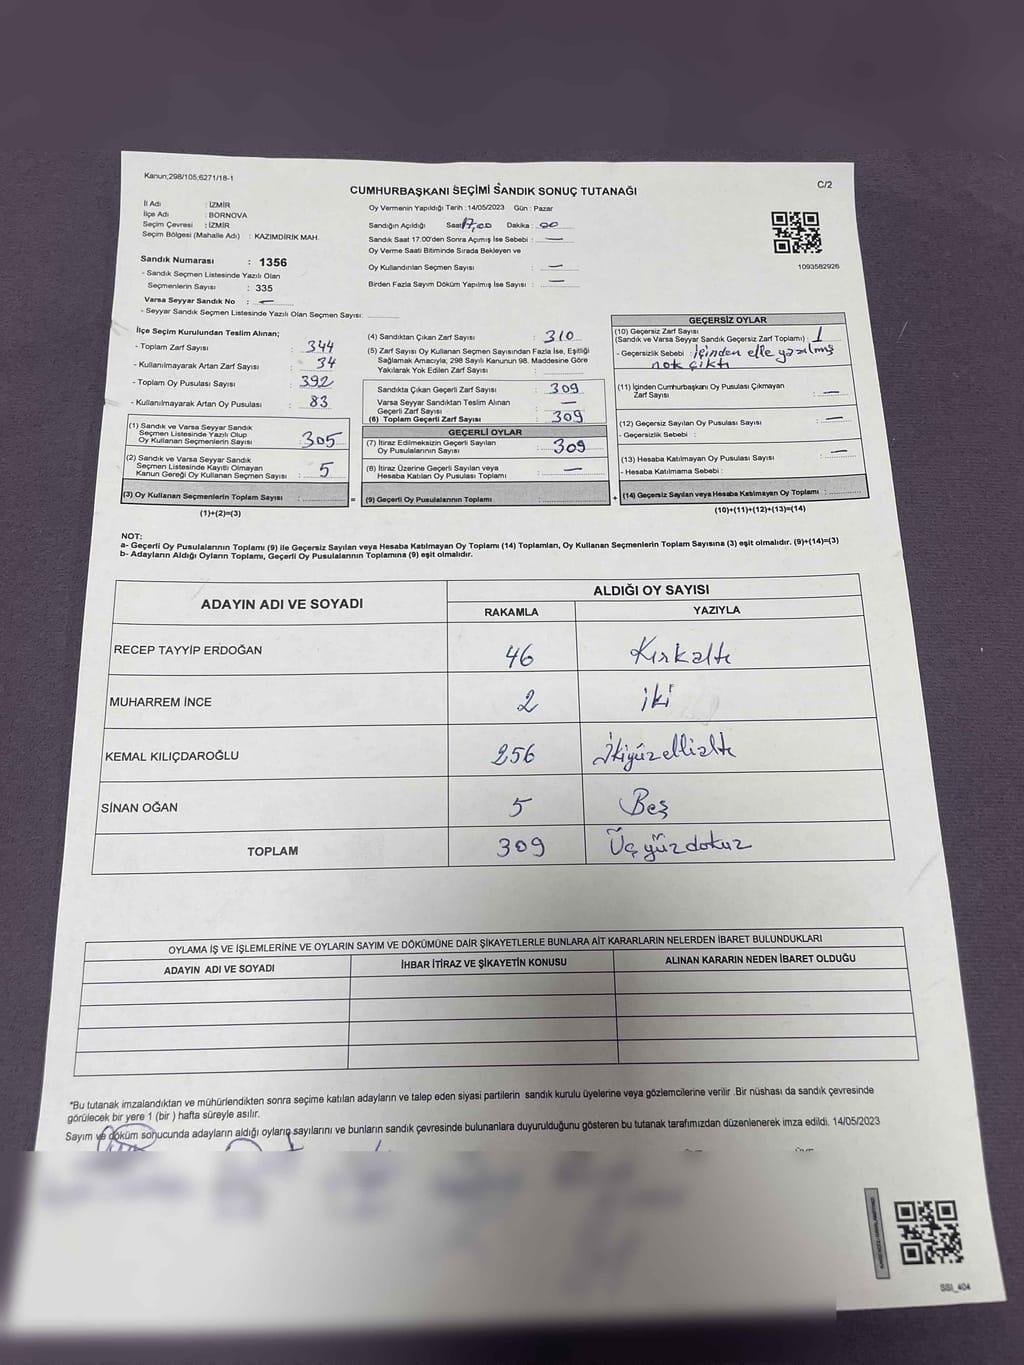 Kanun;298/105;6271/18-1
CUMHURBAŞKANI SEÇİMİ SANDIK SONUÇ TUTANAĞI
C/2
İl Adı : İZMİR
İlçe Adı : BORNOVA
Seçim Çevresi : İZMİR
Seçim Bölgesi (Mahalle Adı) : KAZIMDİRİK MAH.
Sandık Numarası : 1356
- Sandık Seçmen Listesinde Yazılı Olan
Seçmenlerin Sayısı : 335
Varsa Seyyar Sandık No : —
- Seyyar Sandık Seçmen Listesinde Yazılı Olan Seçmen Sayısı:
Oy Vermenin Yapıldığı Tarih :14/05/2023 Gün : Pazar
Sandığın Açıldığı Saat: 17,00 Dakika : 00
Sandık Saat 17:00'den Sonra Açımış İse Sebebi : —
Oy Verme Saati Bitiminde Sırada Bekleyen ve
Oy Kullandırılan Seçmen Sayısı : —
Birden Fazla Sayım Döküm Yapılmış İse Sayısı : —
1093582926
İlçe Seçim Kurulundan Teslim Alınan;
- Toplam Zarf Sayısı : 344
- Kullanılmayarak Artan Zarf Sayısı : 34
- Toplam Oy Pusulası Sayısı : 392
- Kullanılmayarak Artan Oy Pusulası : 83
(1) Sandık ve Varsa Seyyar Sandık
Seçmen Listesinde Yazılı Olup
Oy Kullanan Seçmenlerin Sayısı : 305
(2) Sandık ve Varsa Seyyar Sandık
Seçmen Listesinde Kayıtlı Olmayan
Kanun Gereği Oy Kullanan Seçmen Sayısı : 5
(3) Oy Kullanan Seçmenlerin Toplam Sayısı :
(1)+(2)=(3)
=
(4) Sandıktan Çıkan Zarf Sayısı : 310
(5) Zarf Sayısı Oy Kullanan Seçmen Sayısından Fazla İse, Eşitliği
Sağlamak Amacıyla; 298 Sayılı Kanunun 98. Maddesine Göre
Yakılarak Yok Edilen Zarf Sayısı :
Sandıkta Çıkan Geçerli Zarf Sayısı : 309
Varsa Seyyar Sandıktan Teslim Alınan
Geçerli Zarf Sayısı : —
(6) Toplam Geçerli Zarf Sayısı : 309
GEÇERLİ OYLAR
(7) İtiraz Edilmeksizin Geçerli Sayılan
Oy Pusulalarının Sayısı : 309
(8) İtiraz Üzerine Geçerli Sayılan veya
Hesaba Katılan Oy Pusulası Sayısı : —
(9) Geçerli Oy Pusulalarının Toplamı :
+
GEÇERSİZ OYLAR
(10) Geçersiz Zarf Sayısı
(Sandık ve Varsa Seyyar Sandık Geçersiz Zarf Toplamı) : 1
- Geçersizlik Sebebi : içinden elle yazılmış
not çıktı
(11) İçinden Cumhurbaşkanı Oy Pusulası Çıkmayan
Zarf Sayısı : —
(12) Geçersiz Sayılan Oy Pusulası Sayısı : —
- Geçersizlik Sebebi :
(13) Hesaba Katılmayan Oy Pusulası Sayısı : —
- Hesaba Katılmama Sebebi :
(14) Geçersiz Sayılan veya Hesaba Katılmayan Oy Toplamı :
(10)+(11)+(12)+(13)=(14)
NOT:
a- Geçerli Oy Pusulalarının Toplamı (9) ile Geçersiz Sayılan veya Hesaba Katılmayan Oy Toplamı (14) Toplamları, Oy Kullanan Seçmenlerin Toplam Sayısına (3) eşit olmalıdır. (9)+(14)=(3)
b- Adayların Aldığı Oyların Toplamı, Geçerli Oy Pusulalarının Toplamına (9) eşit olmalıdır.
ADAYIN ADI VE SOYADI
ALDIĞI OY SAYISI
RAKAMLA YAZIYLA
RECEP TAYYİP ERDOĞAN 46 Kırkaltı
MUHARREM İNCE 2 iki
KEMAL KILIÇDAROĞLU 256 İkiyüzellialtı
SİNAN OĞAN 5 Beş
TOPLAM 309 Üçyüzdokuz
OYLAMA İŞ VE İŞLEMLERİNE VE OYLARIN SAYIM VE DÖKÜMÜNE DAİR ŞİKAYETLERLE BUNLARA AİT KARARLARIN NELERDEN İBARET BULUNDUKLARI
ADAYIN ADI VE SOYADI İHBAR İTİRAZ VE ŞİKAYETİN KONUSU ALINAN KARARIN NEDEN İBARET OLDUĞU
*Bu tutanak imzalandıktan ve mühürlendikten sonra seçime katılan adayların ve talep eden siyasi partilerin sandık kurulu üyelerine veya gözlemcilerine verilir .Bir nüshası da sandık çevresinde
görülecek bir yere 1 (bir ) hafta süreyle asılır.
Sayım ve döküm sonucunda adayların aldığı oyların sayılarını ve bunların sandık çevresinde bulunanlara duyurulduğunu gösteren bu tutanak tarafımızdan düzenlenerek imza edildi. 14/05/2023
SSI_404